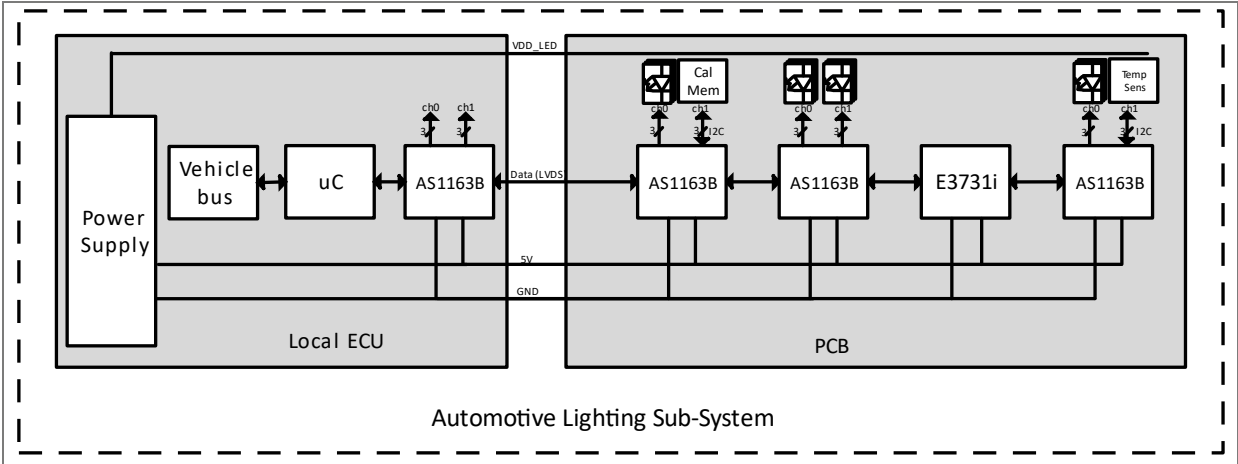 VDD_LED
Cal
Mem
Temp
Sens
ch0 ch1
ch0 ch1
ch0 ch1
ch0 ch1
3 3
3 3 I2C
3 3
3 3 I2C
Vehicle
bus
uC
AS1163B
Data (LVDS
AS1163B
AS1163B
E3731i
AS1163B
Power
Supply
5V
GND
Local ECU
PCB
Automotive Lighting Sub-System